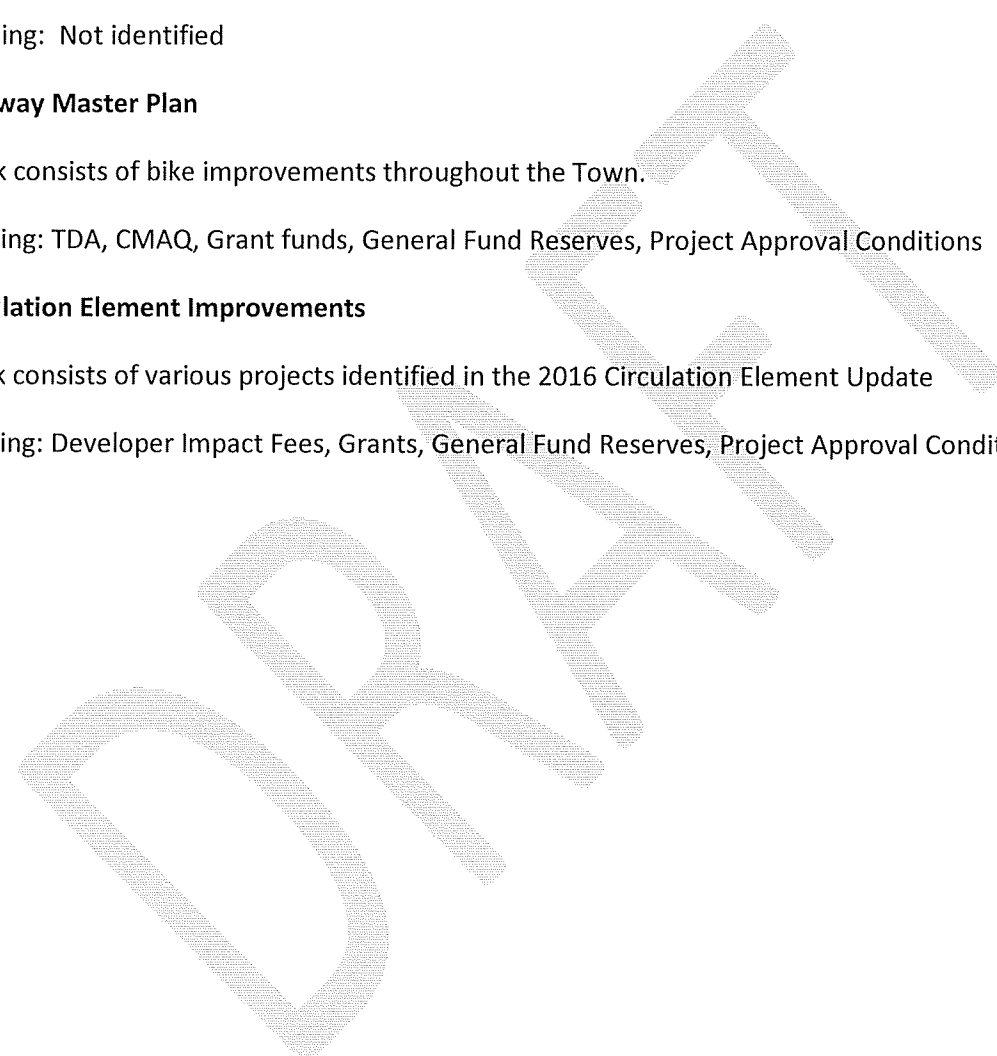 ing: Not identified
way Master Plan
k consists of bike improvements throughout the Town.
ing: TDA, CMAQ, Grant funds, General Fund Reserves, Project Approval Conditions
lation Element Improvements
k consists of various projects identified in the 2016 Circulation Element Update
ing: Developer Impact Fees, Grants, General Fund Reserves, Project Approval Condit
DRAFT